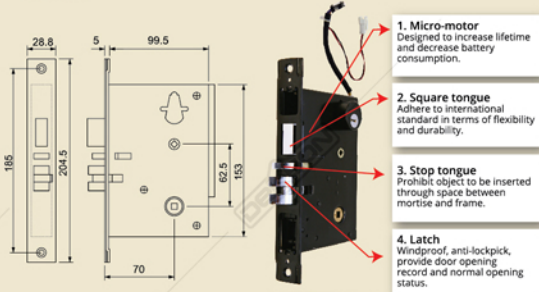 28.8
5
99.5
185
204.5
62.5
153
70
1. Micro-motor
Designed to increase lifetime
and decrease battery
consumption.
2. Square tongue
Adhere to international
standard in terms of flexibility
and durability.
3. Stop tongue
Prohibit object to be inserted
through space between
mortise and frame.
4. Latch
Windproof, anti-lockpick,
provide door opening
record and normal opening
status.